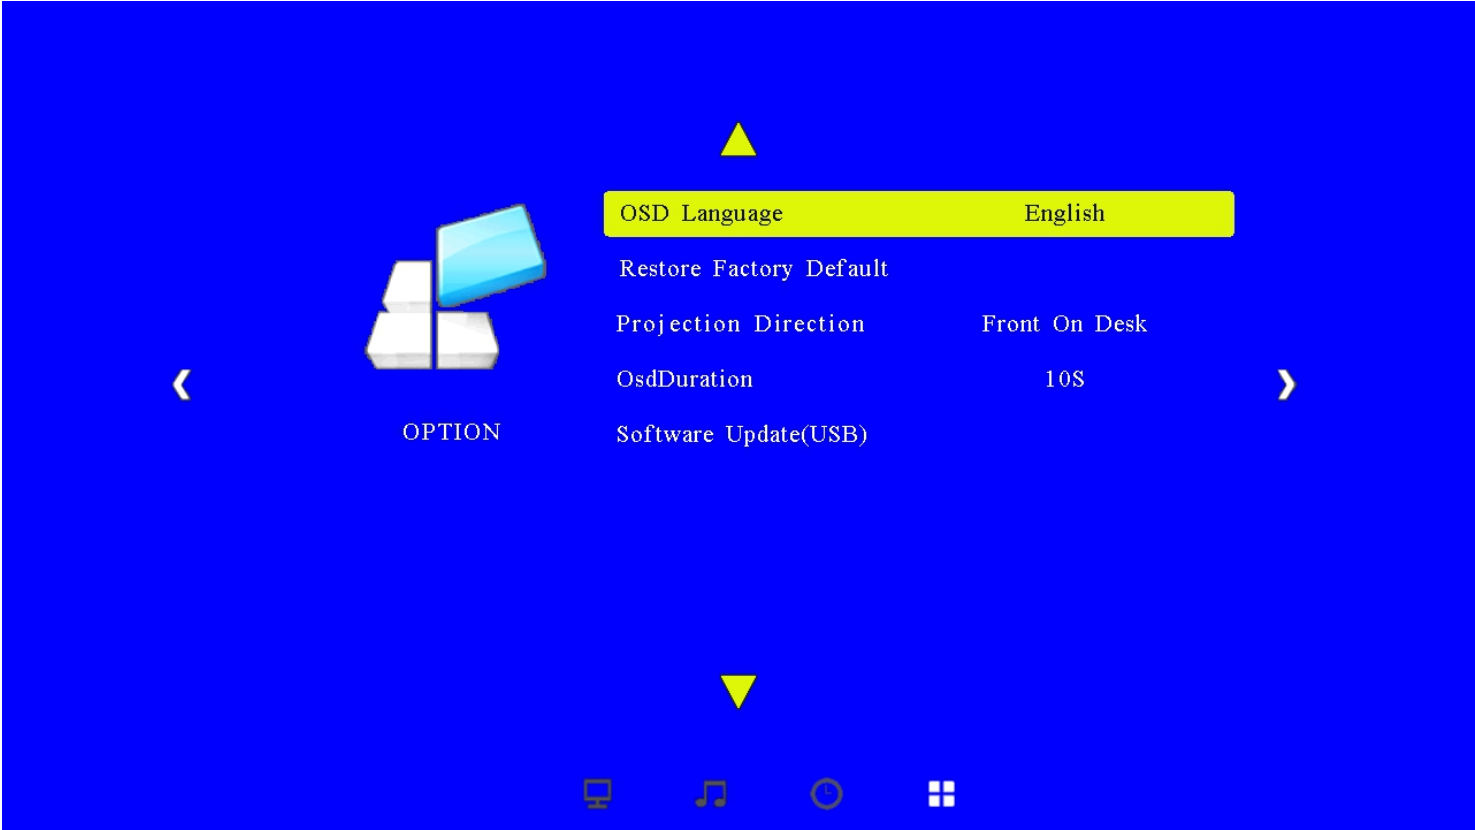 OSD Language English
Restore Factory Default
Projection Direction Front On Desk
OsdDuration 10S
OPTION
Software Update(USB)